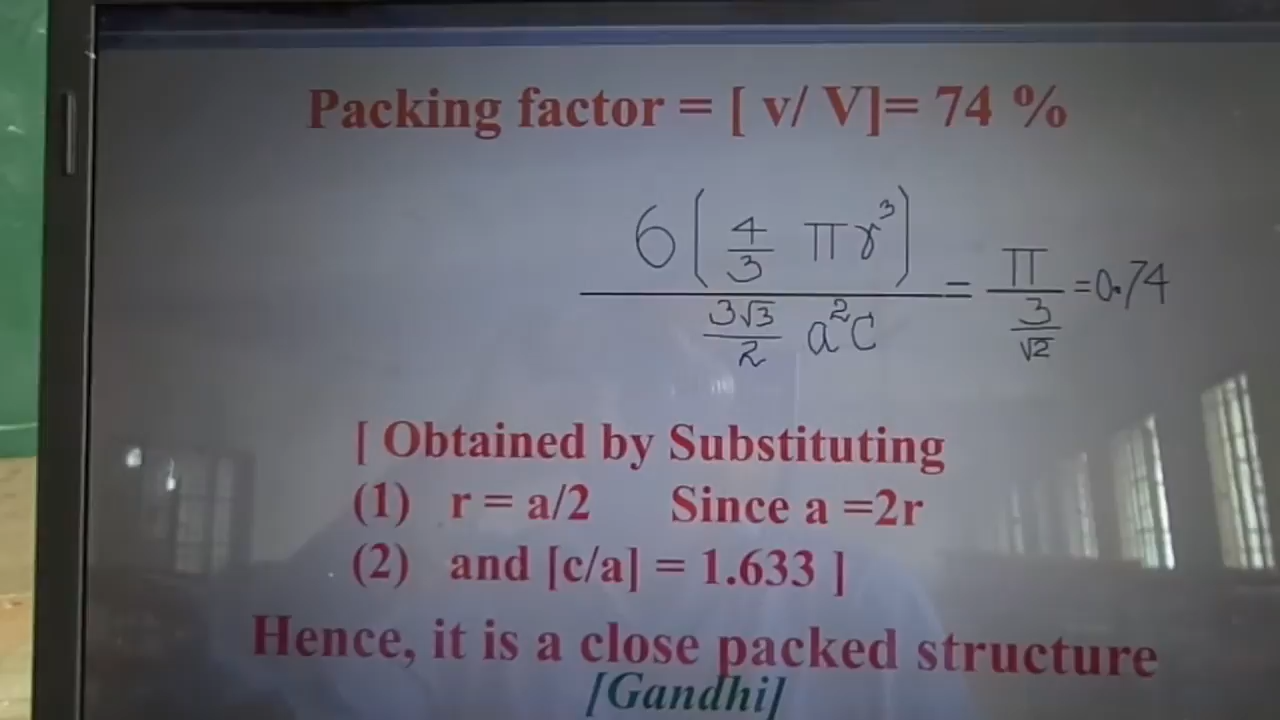 Packing factor = [ v/ V]= 74 %
6(4/3 πr³) / (3√3/2 a²c) = π / (3/√2) = 0.74
[ Obtained by Substituting
(1) r = a/2 Since a =2r
(2) and [c/a] = 1.633 ]
Hence, it is a close packed structure
[Gandhi]